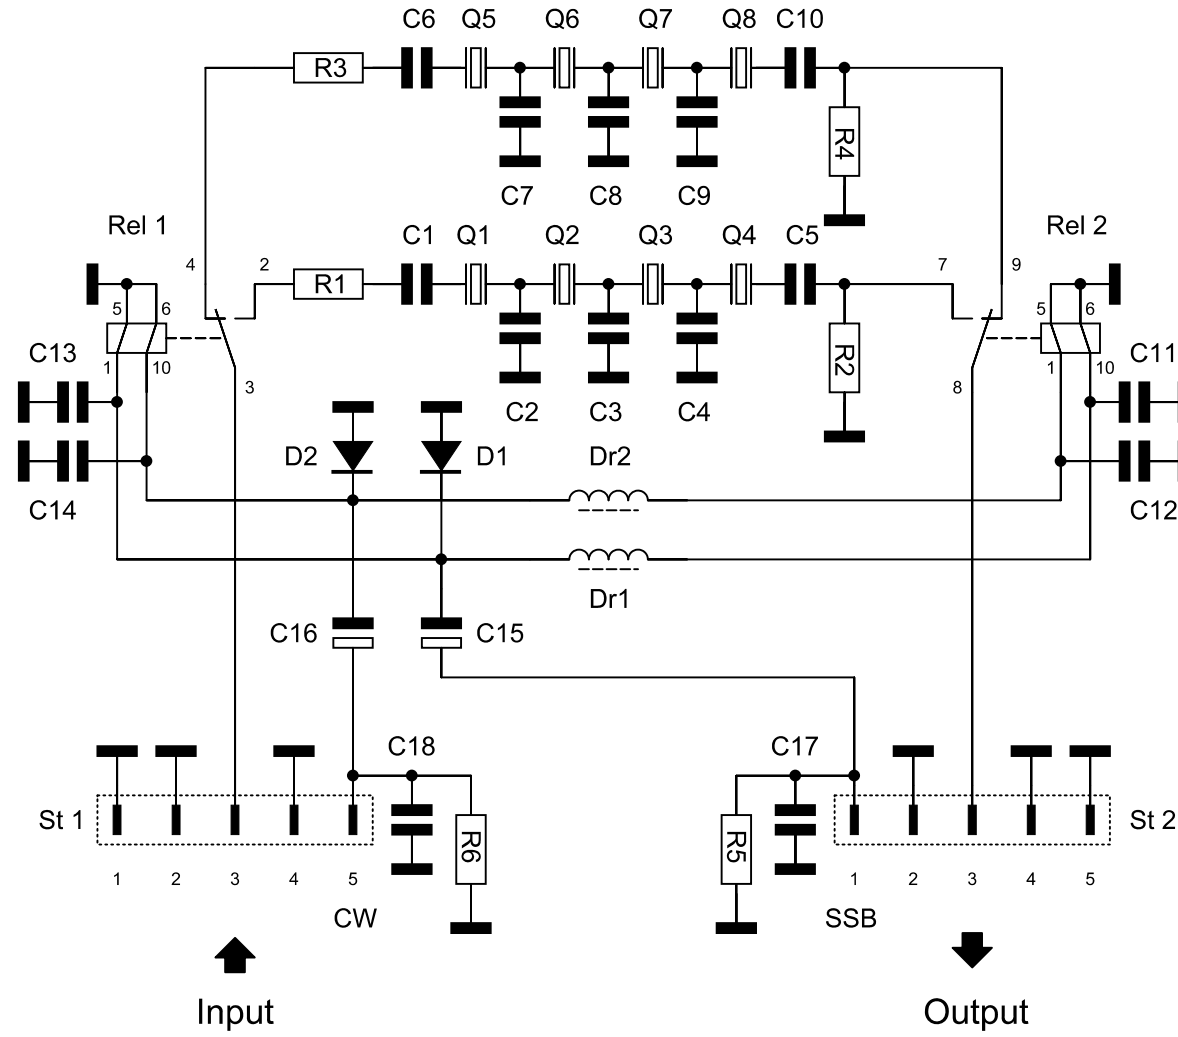 C6 Q5 Q6 Q7 Q8 C10
R3
R4
C7 C8 C9
Rel 1 Rel 2
C1 Q1 Q2 Q3 Q4 C5
4 2 7 9
R1
5 6 5 6
R2
C13 1 10 1 10 C11
3 8
C2 C3 C4
D2 D1 Dr2
C14 C12
Dr1
C16 C15
C18 C17
St 1 R6 R5 St 2
1 2 3 4 5 1 2 3 4 5
CW SSB
Input Output